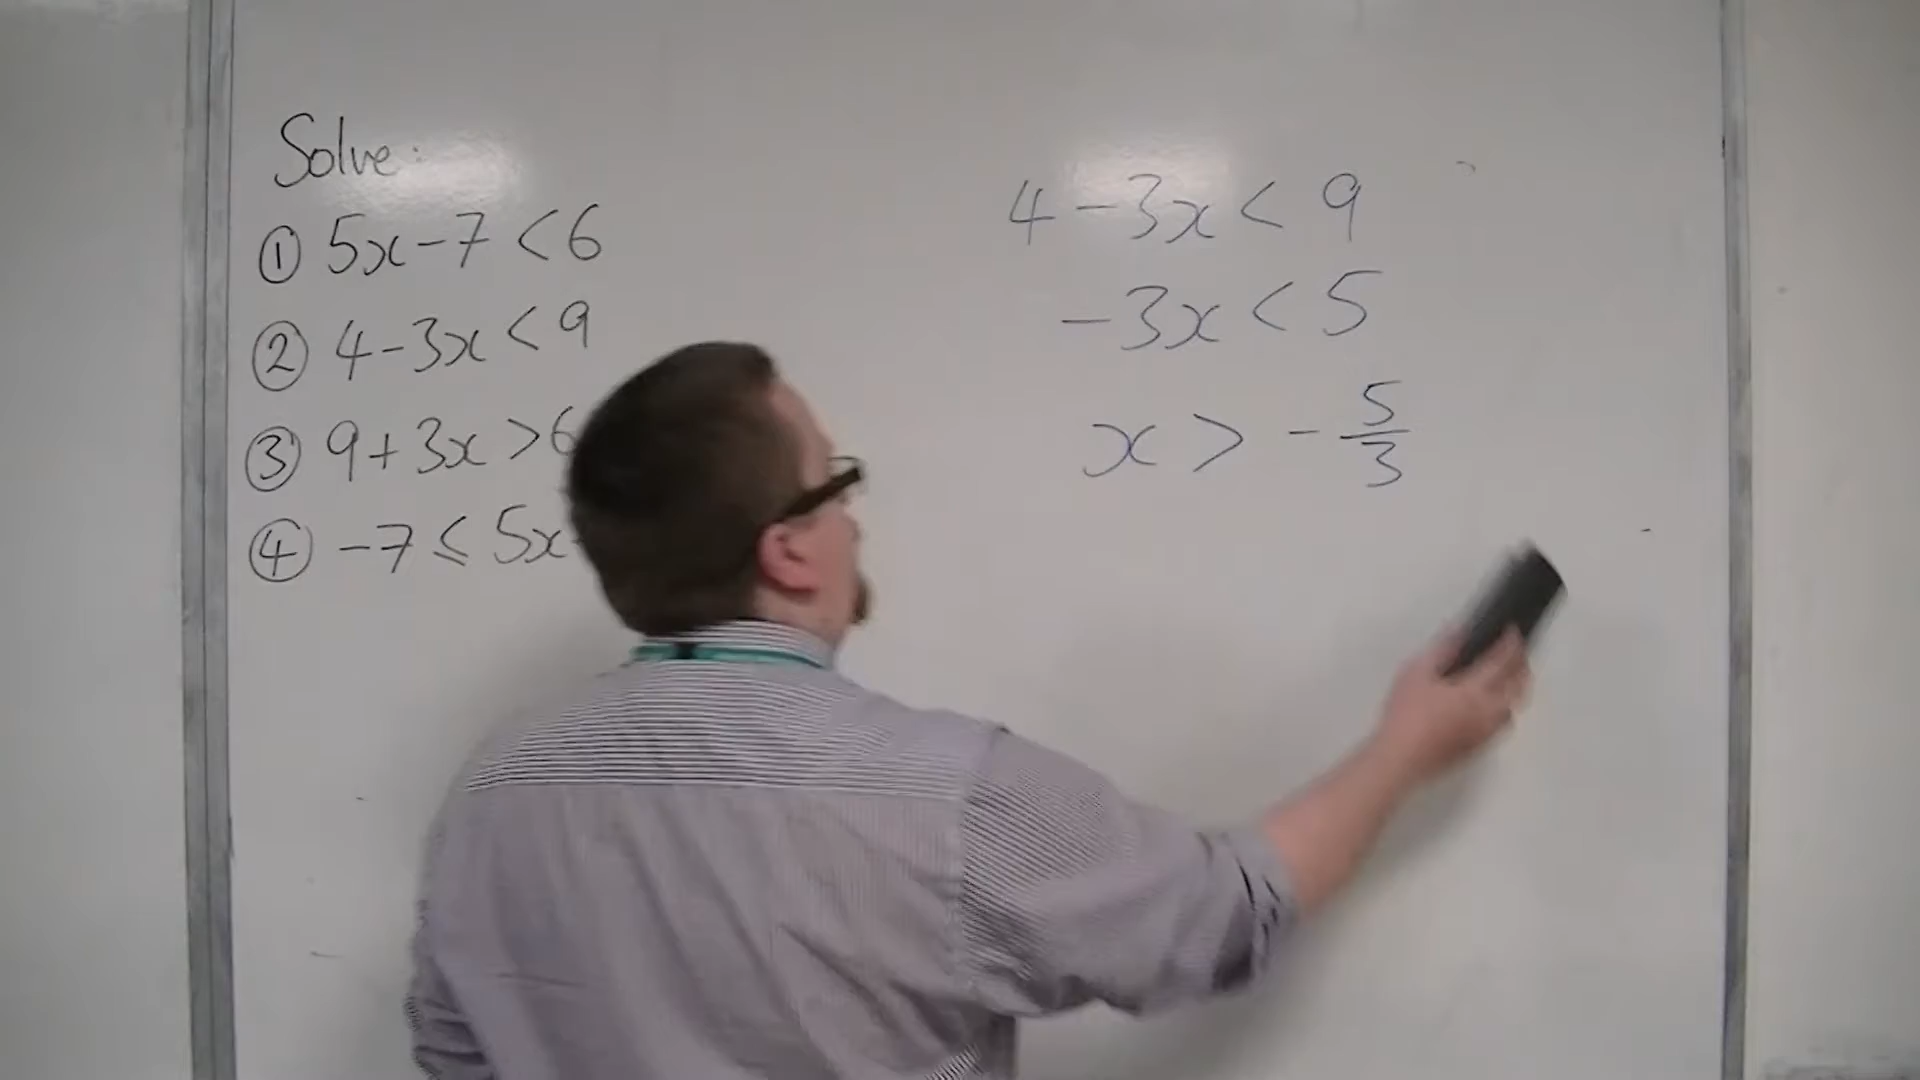 Solve:
① 5x - 7 < 6
② 4 - 3x < 9
③ 9 + 3x > 6
④ -7 ≤ 5x
4 - 3x < 9
-3x < 5
x > - 5/3